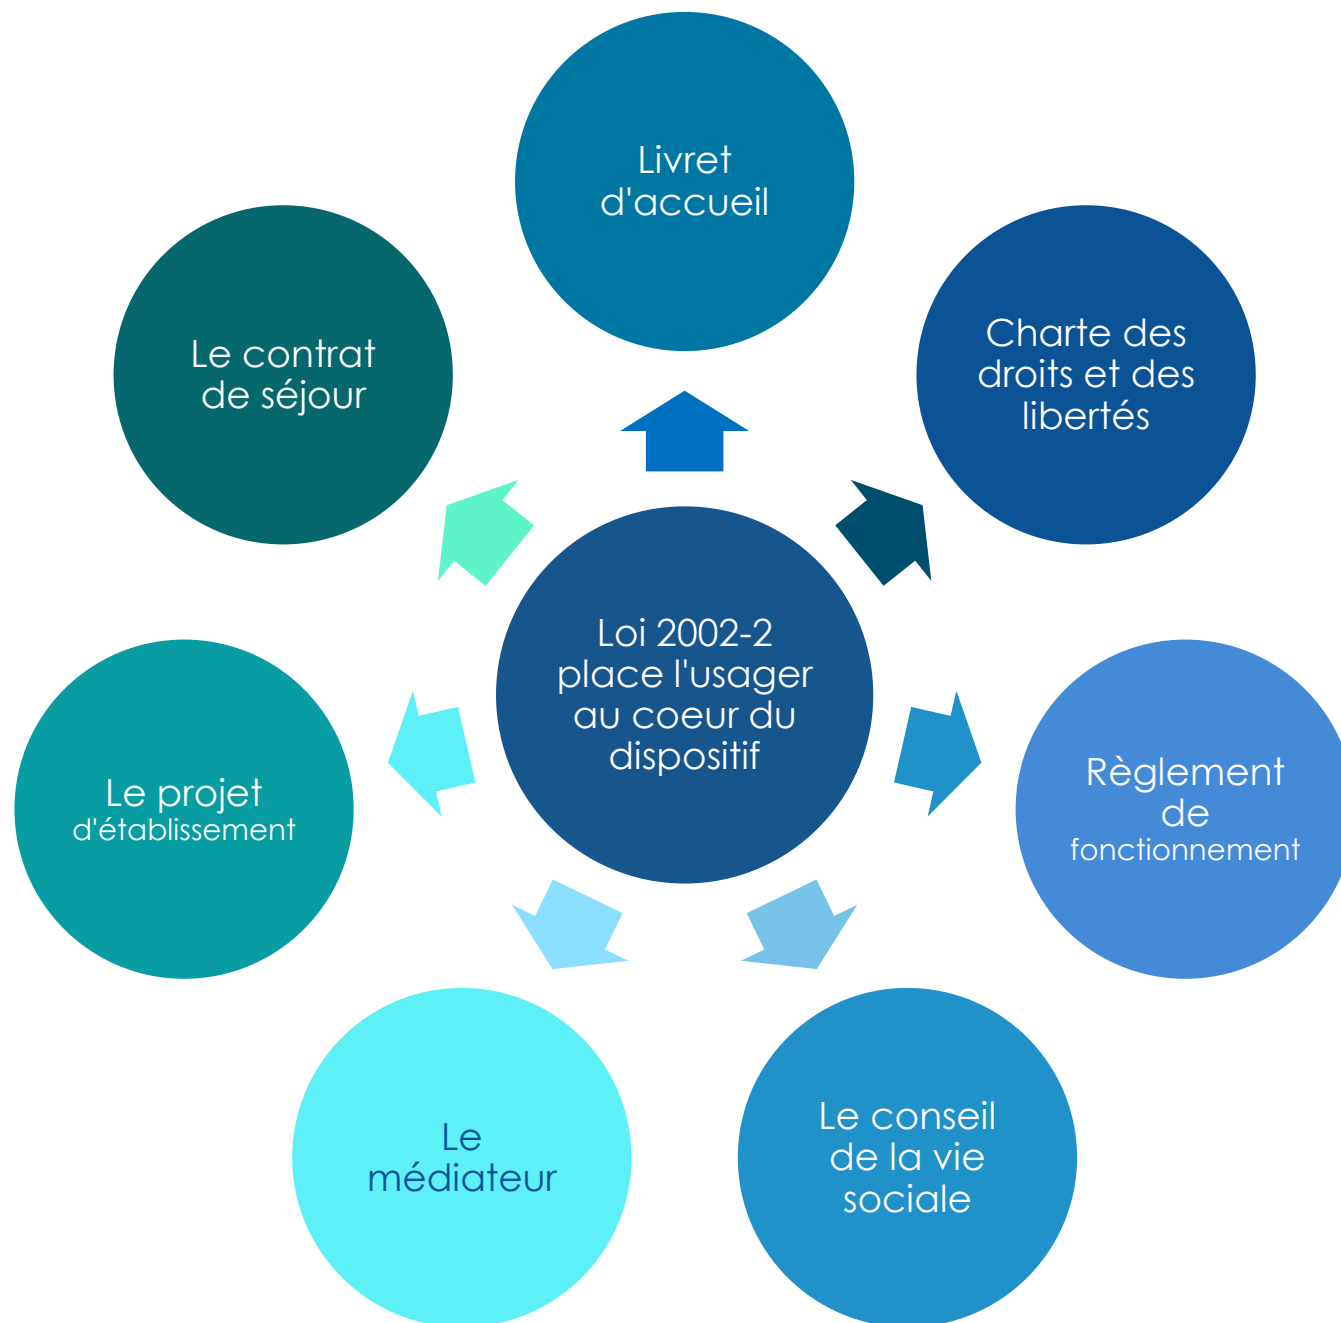 Livret
d'accueil
Charte des
droits et des
libertés
Règlement
de
fonctionnement
Le conseil
de la vie
sociale
Le
médiateur
Le projet
d'établissement
Le contrat
de séjour
Loi 2002-2
place l'usager
au coeur du
dispositif